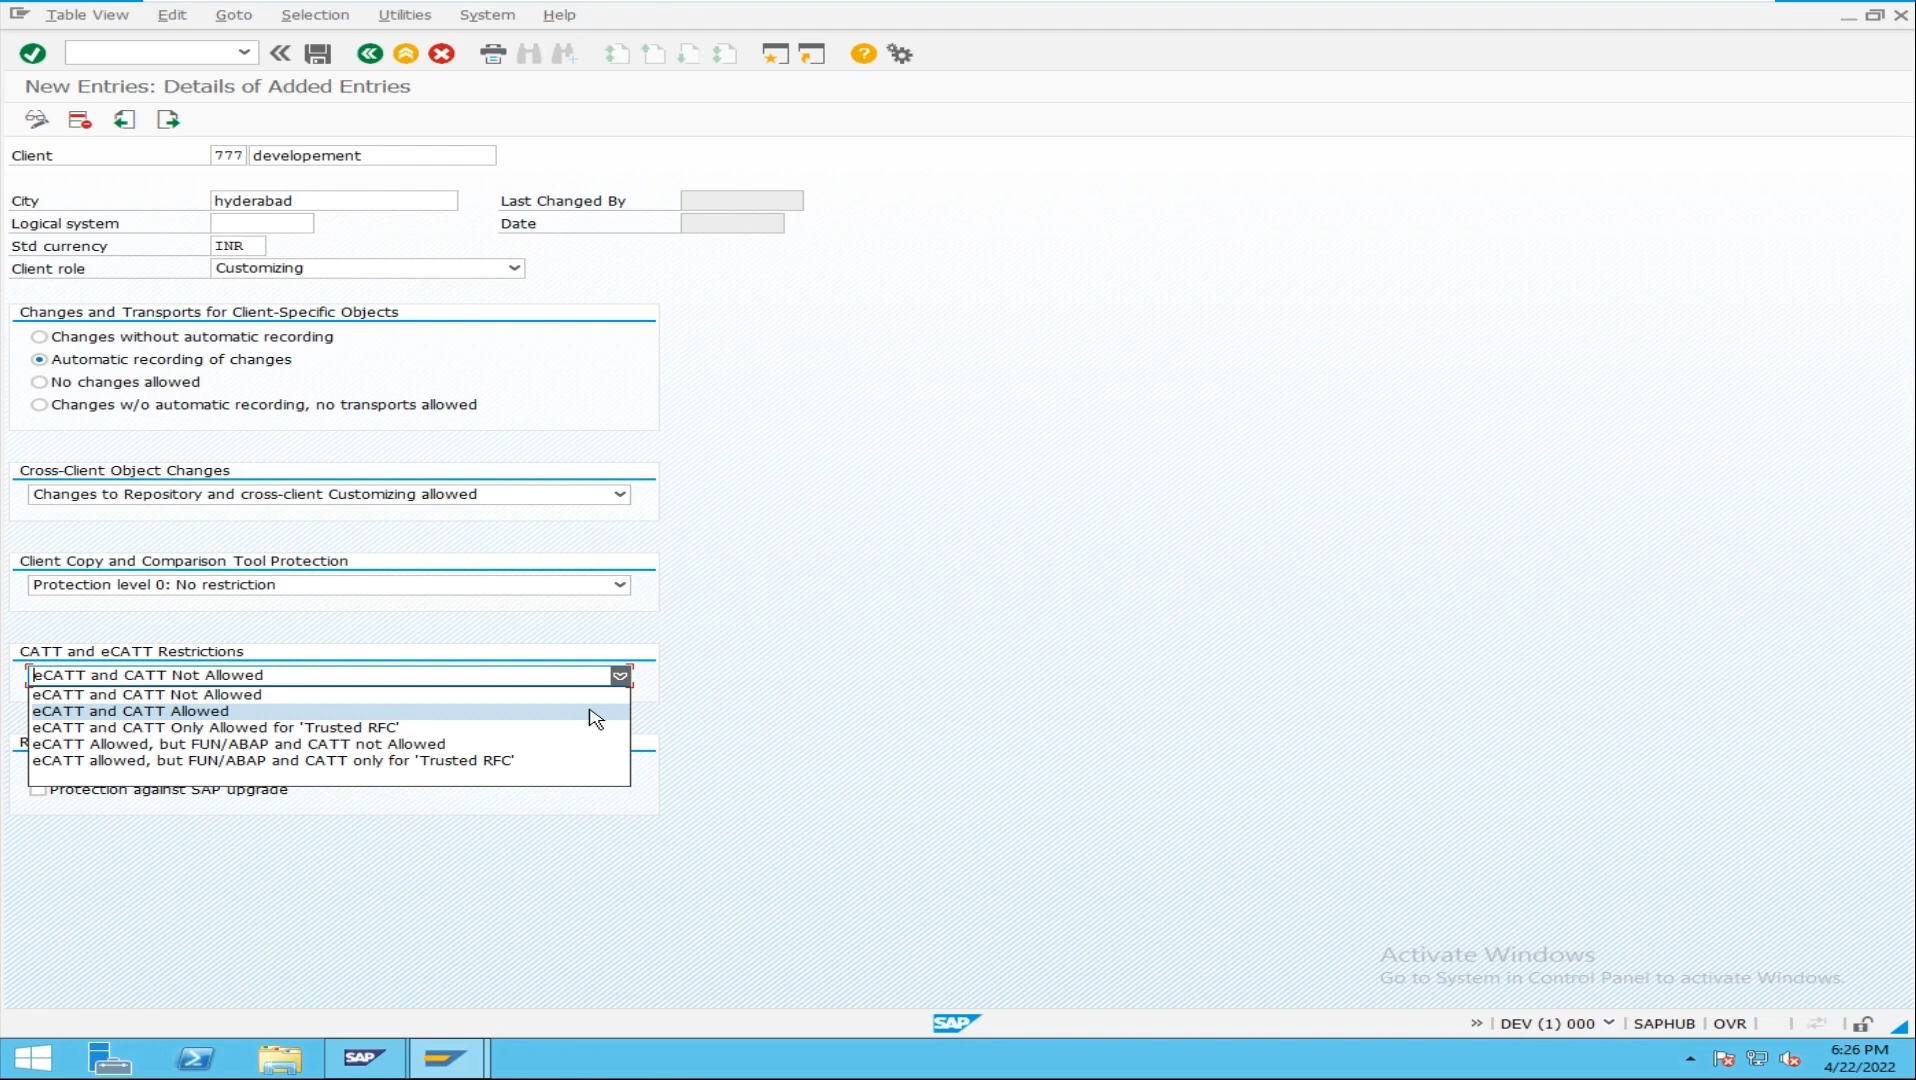 Table View Edit Goto Selection Utilities System Help
New Entries: Details of Added Entries
Client 777 developement
City hyderabad Last Changed By
Logical system Date
Std currency INR
Client role Customizing
Changes and Transports for Client-Specific Objects
Changes without automatic recording
Automatic recording of changes
No changes allowed
Changes w/o automatic recording, no transports allowed
Cross-Client Object Changes
Changes to Repository and cross-client Customizing allowed
Client Copy and Comparison Tool Protection
Protection level 0: No restriction
CATT and eCATT Restrictions
eCATT and CATT Not Allowed
eCATT and CATT Not Allowed
eCATT and CATT Allowed
eCATT and CATT Only Allowed for 'Trusted RFC'
eCATT Allowed, but FUN/ABAP and CATT not Allowed
eCATT allowed, but FUN/ABAP and CATT only for 'Trusted RFC'
Protection against SAP upgrade
Activate Windows
Go to System in Control Panel to activate Windows.
SAP DEV (1) 000 SAPHUB OVR
SAP 6:26 PM
4/22/2022